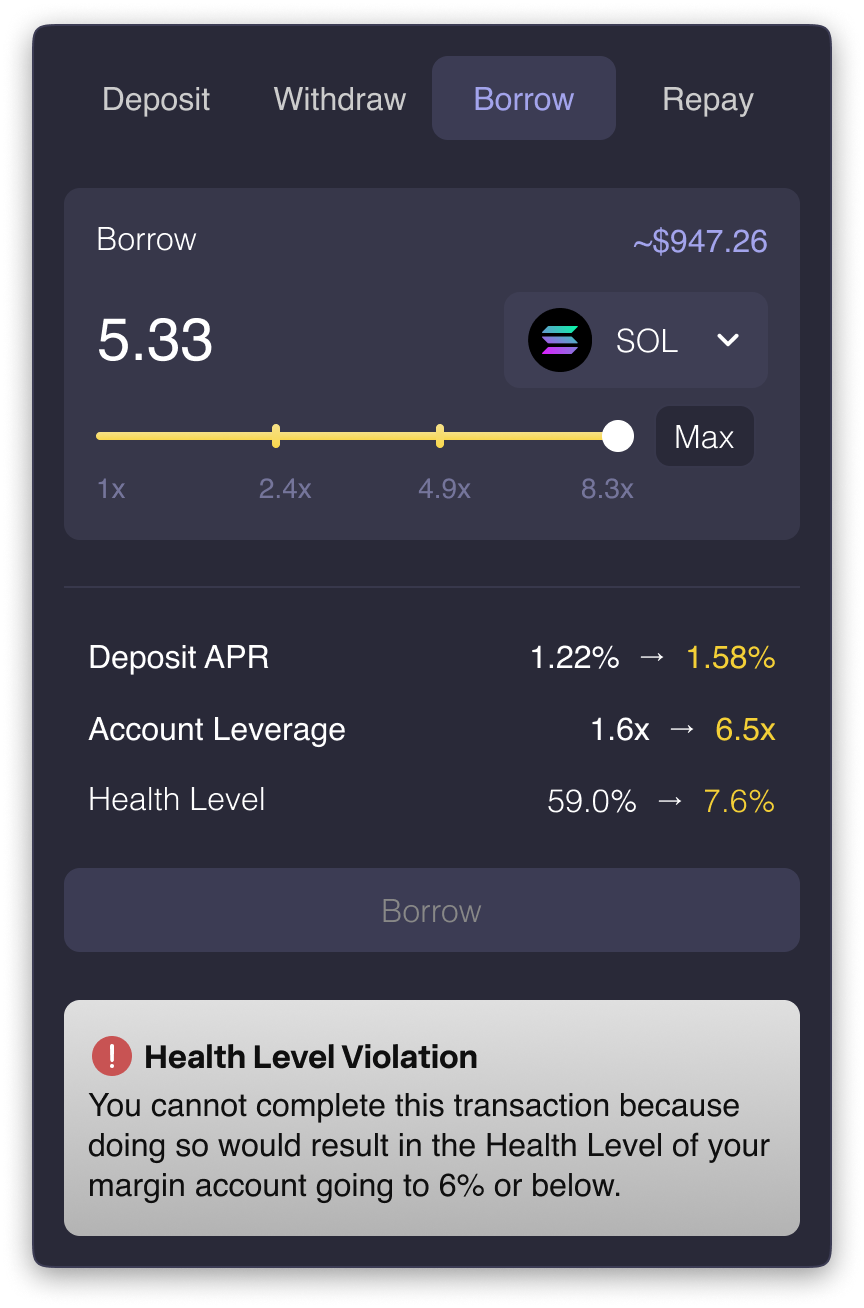 Deposit Withdraw Borrow Repay
Borrow ~$947.26
5.33 SOL
Max
1x 2.4x 4.9x 8.3x
Deposit APR 1.22% → 1.58%
Account Leverage 1.6x → 6.5x
Health Level 59.0% → 7.6%
Borrow
Health Level Violation
You cannot complete this transaction because
doing so would result in the Health Level of your
margin account going to 6% or below.